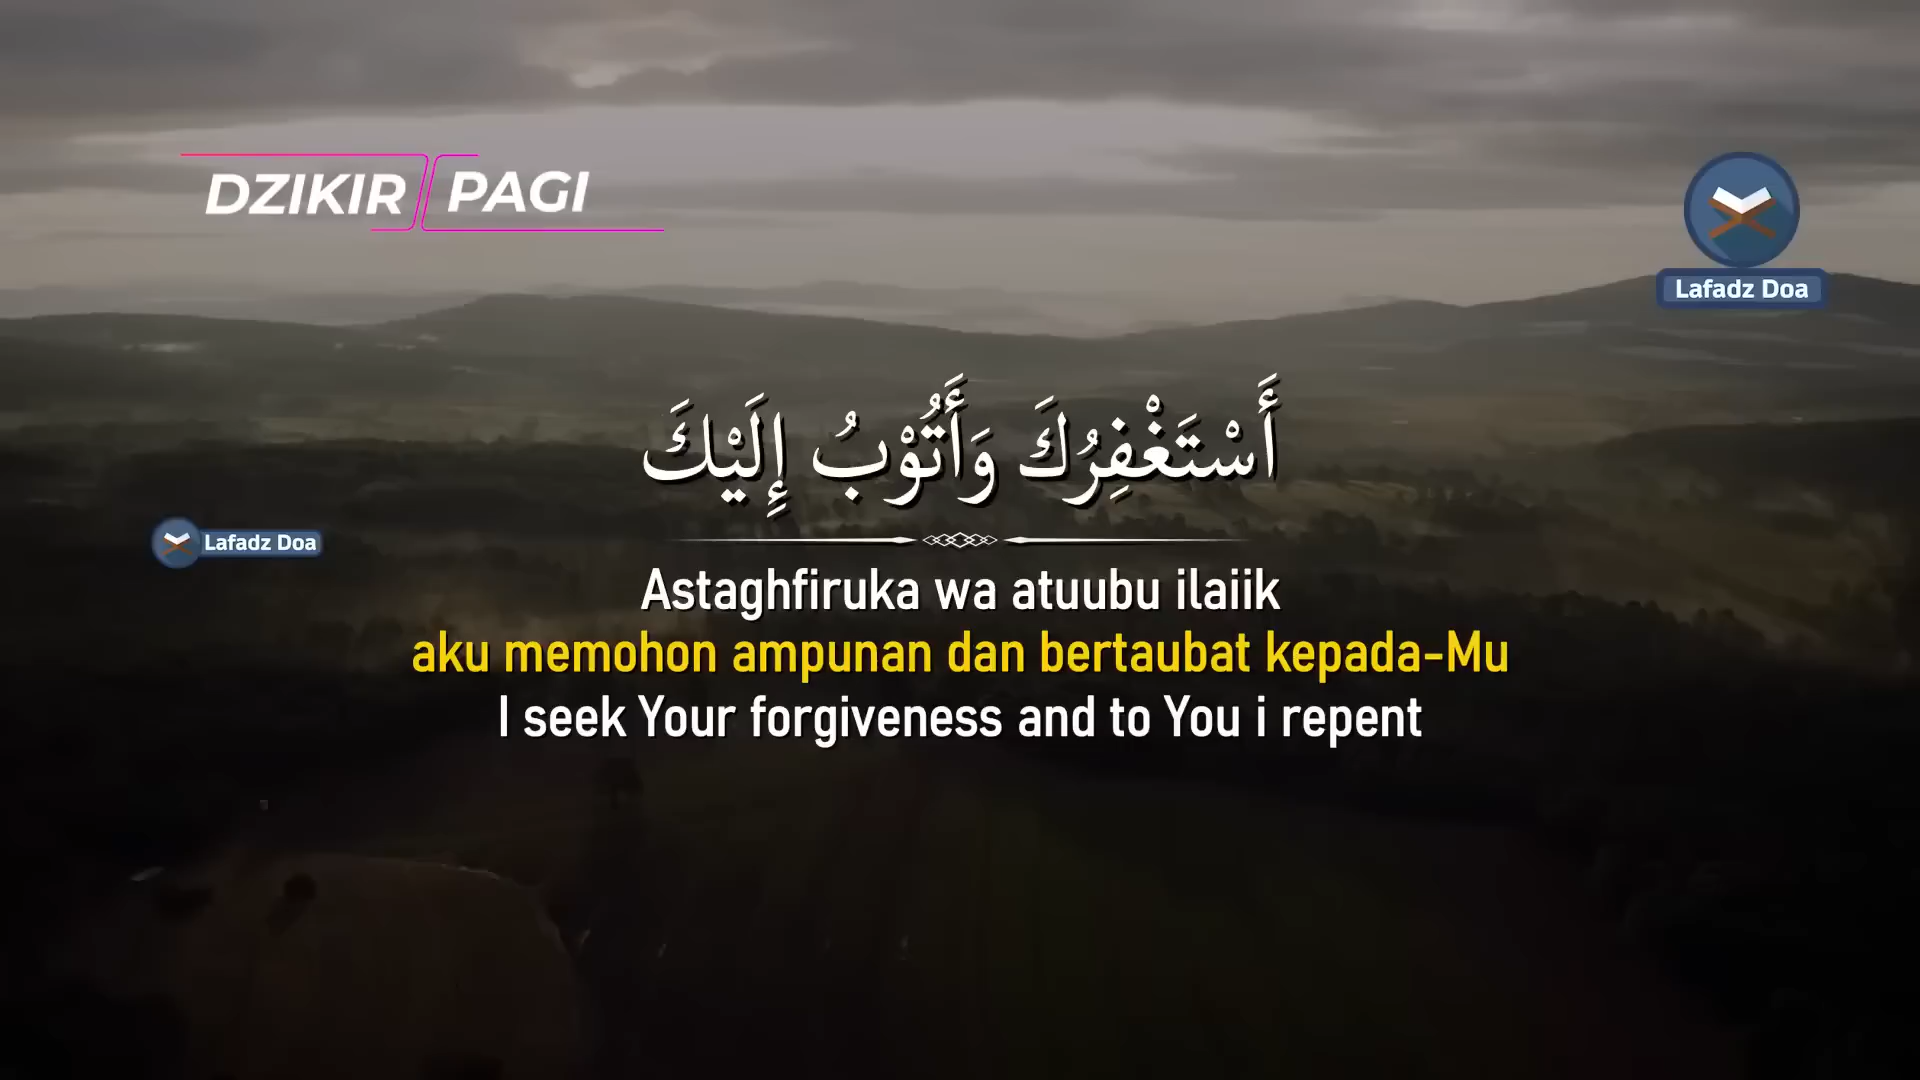 DZIKIR PAGI
Lafadz Doa
أَسْتَغْفِرُكَ وَأَتُوْبُ إِلَيْكَ
Lafadz Doa
Astaghfiruka wa atuubu ilaiik
aku memohon ampunan dan bertaubat kepada-Mu
I seek Your forgiveness and to You i repent